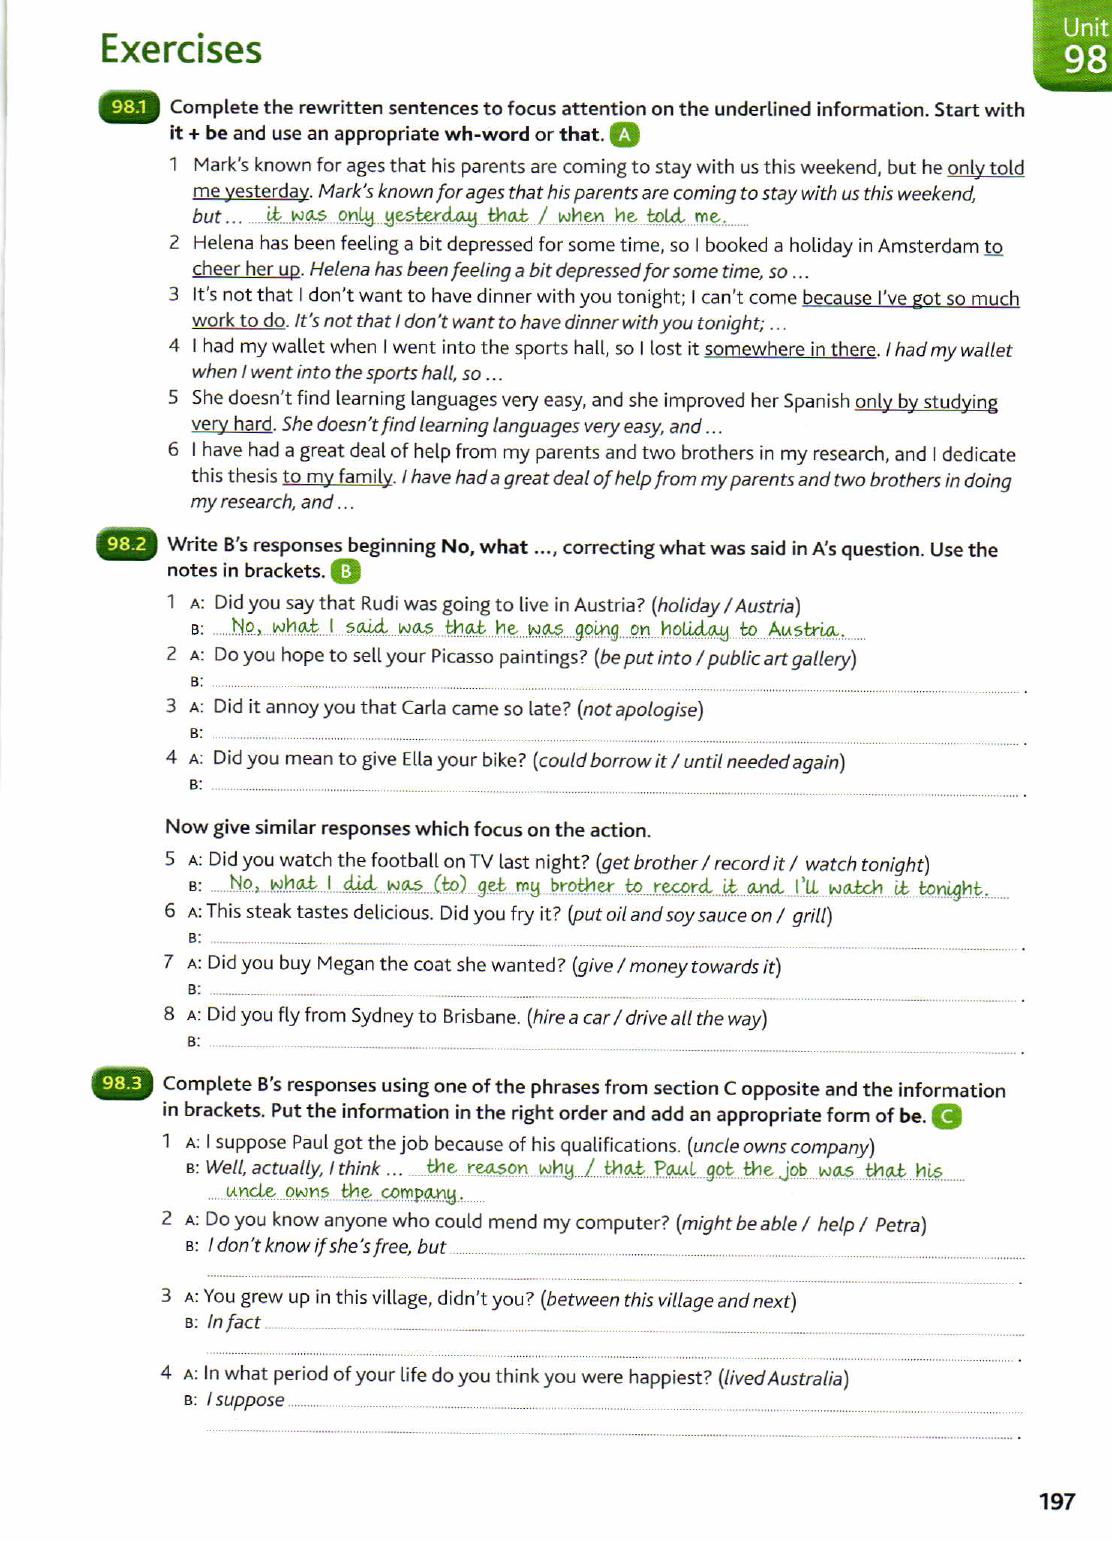 Unit
98
Exercises
98.1 Complete the rewritten sentences to focus attention on the underlined information. Start with
it + be and use an appropriate wh-word or that. A
1 Mark's known for ages that his parents are coming to stay with us this weekend, but he only told
me yesterday. Mark's known for ages that his parents are coming to stay with us this weekend,
but ... it was only yesterday that / when he told me.
2 Helena has been feeling a bit depressed for some time, so I booked a holiday in Amsterdam to
cheer her up. Helena has been feeling a bit depressed for some time, so ...
3 It's not that I don't want to have dinner with you tonight; I can't come because I've got so much
work to do. It's not that I don't want to have dinner with you tonight; ...
4 I had my wallet when I went into the sports hall, so I lost it somewhere in there. I had my wallet
when I went into the sports hall, so ...
5 She doesn't find learning languages very easy, and she improved her Spanish only by studying
very hard. She doesn't find learning languages very easy, and ...
6 I have had a great deal of help from my parents and two brothers in my research, and I dedicate
this thesis to my family. I have had a great deal of help from my parents and two brothers in doing
my research, and ...
98.2 Write B's responses beginning No, what ..., correcting what was said in A's question. Use the
notes in brackets. B
1 A: Did you say that Rudi was going to live in Austria? (holiday / Austria)
B: No, what I said was that he was going on holiday to Austria.
2 A: Do you hope to sell your Picasso paintings? (be put into / public art gallery)
B: .
3 A: Did it annoy you that Carla came so late? (not apologise)
B: .
4 A: Did you mean to give Ella your bike? (could borrow it / until needed again)
B: .
Now give similar responses which focus on the action.
5 A: Did you watch the football on TV last night? (get brother / record it / watch tonight)
B: No, what I did was (to) get my brother to record it and I'll watch it tonight.
6 A: This steak tastes delicious. Did you fry it? (put oil and soy sauce on / grill)
B: .
7 A: Did you buy Megan the coat she wanted? (give / money towards it)
B: .
8 A: Did you fly from Sydney to Brisbane. (hire a car / drive all the way)
B: .
98.3 Complete B's responses using one of the phrases from section C opposite and the information
in brackets. Put the information in the right order and add an appropriate form of be. C
1 A: I suppose Paul got the job because of his qualifications. (uncle owns company)
B: Well, actually, I think ... the reason why / that Paul got the job was that his
uncle owns the company.
2 A: Do you know anyone who could mend my computer? (might be able / help / Petra)
B: I don't know if she's free, but
.
3 A: You grew up in this village, didn't you? (between this village and next)
B: In fact
.
4 A: In what period of your life do you think you were happiest? (lived Australia)
B: I suppose
.
197